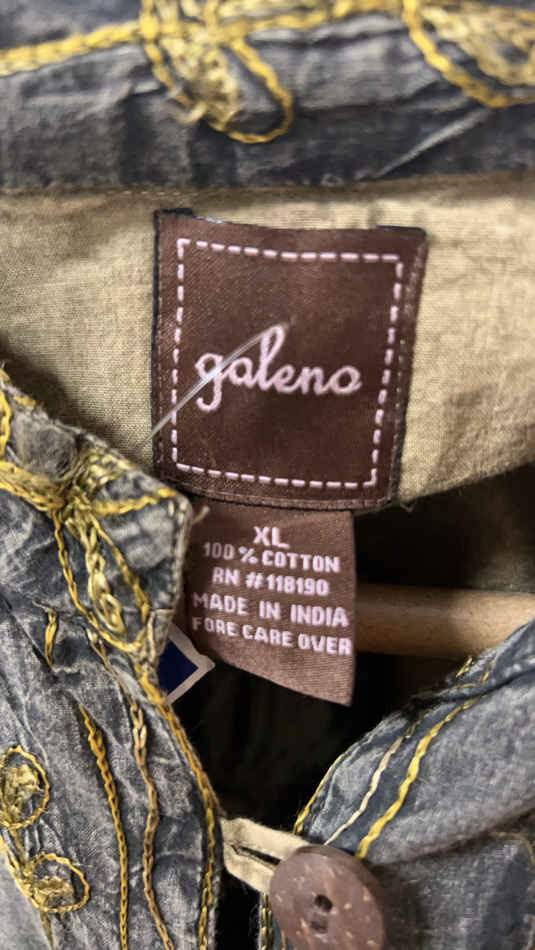 galeno
XL
100 % COTTON
RN # 118190
MADE IN INDIA
FORE CARE OVER